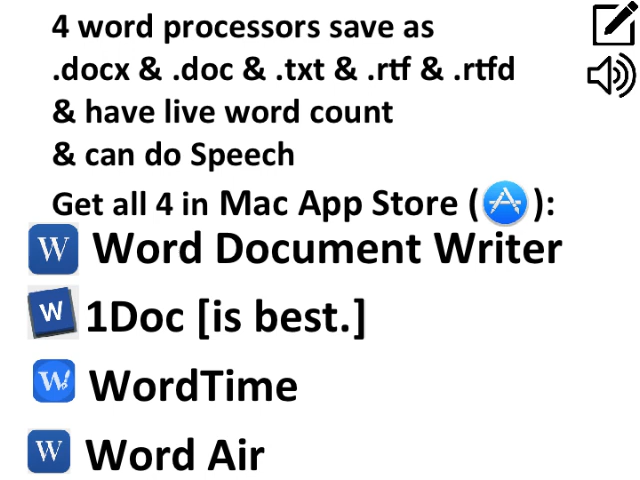 4 word processors save as
.docx & .doc & .txt & .rtf & .rtfd
& have live word count
& can do Speech
Get all 4 in Mac App Store ( ):
W Word Document Writer
W 1Doc [is best.]
W WordTime
W Word Air